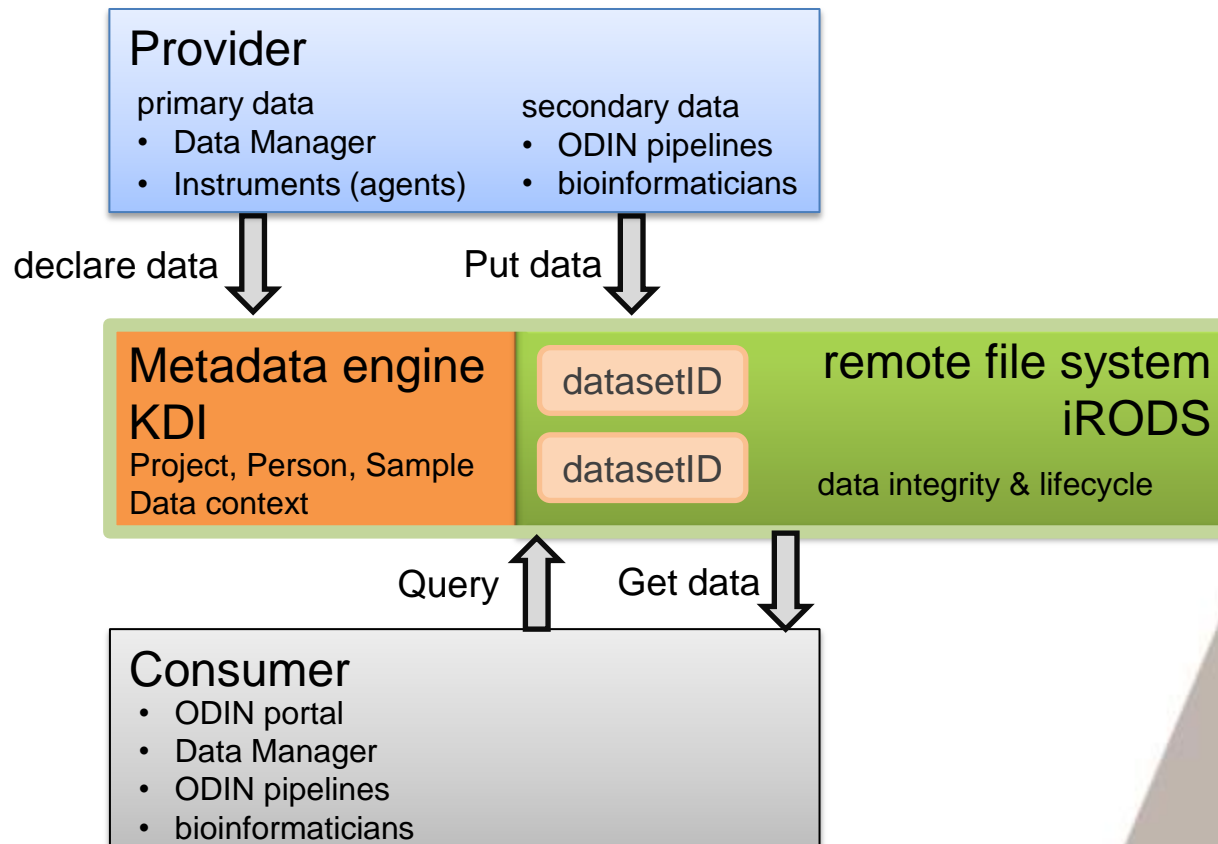 Provider
primary data
• Data Manager
• Instruments (agents)
secondary data
• ODIN pipelines
• bioinformaticians
declare data
Put data
Metadata engine
KDI
Project, Person, Sample
Data context
datasetID
datasetID
remote file system
iRODS
data integrity & lifecycle
Query
Get data
Consumer
• ODIN portal
• Data Manager
• ODIN pipelines
• bioinformaticians